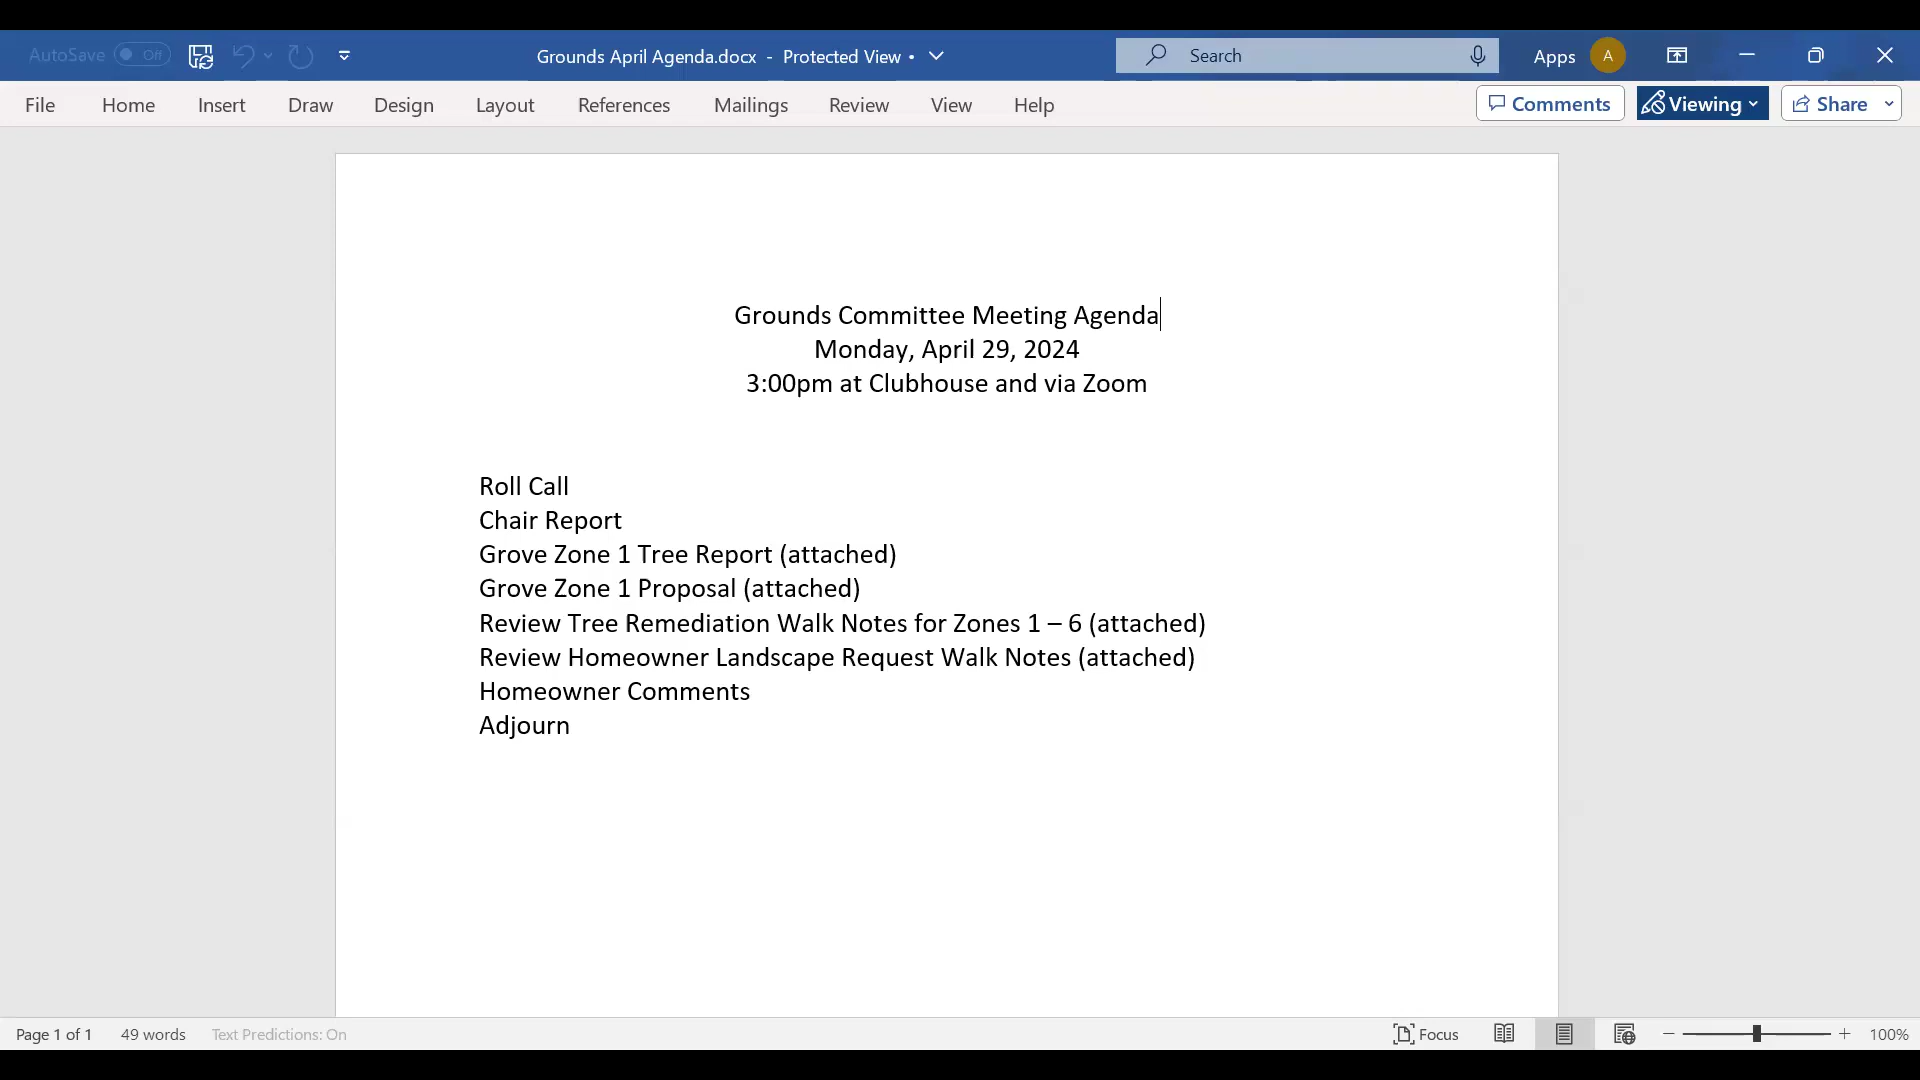 AutoSave Off
Grounds April Agenda.docx - Protected View •
Search
Apps A
File Home Insert Draw Design Layout References Mailings Review View Help
Comments Viewing Share
Grounds Committee Meeting Agenda
Monday, April 29, 2024
3:00pm at Clubhouse and via Zoom
Roll Call
Chair Report
Grove Zone 1 Tree Report (attached)
Grove Zone 1 Proposal (attached)
Review Tree Remediation Walk Notes for Zones 1 – 6 (attached)
Review Homeowner Landscape Request Walk Notes (attached)
Homeowner Comments
Adjourn
Page 1 of 1 49 words Text Predictions: On
Focus 100%